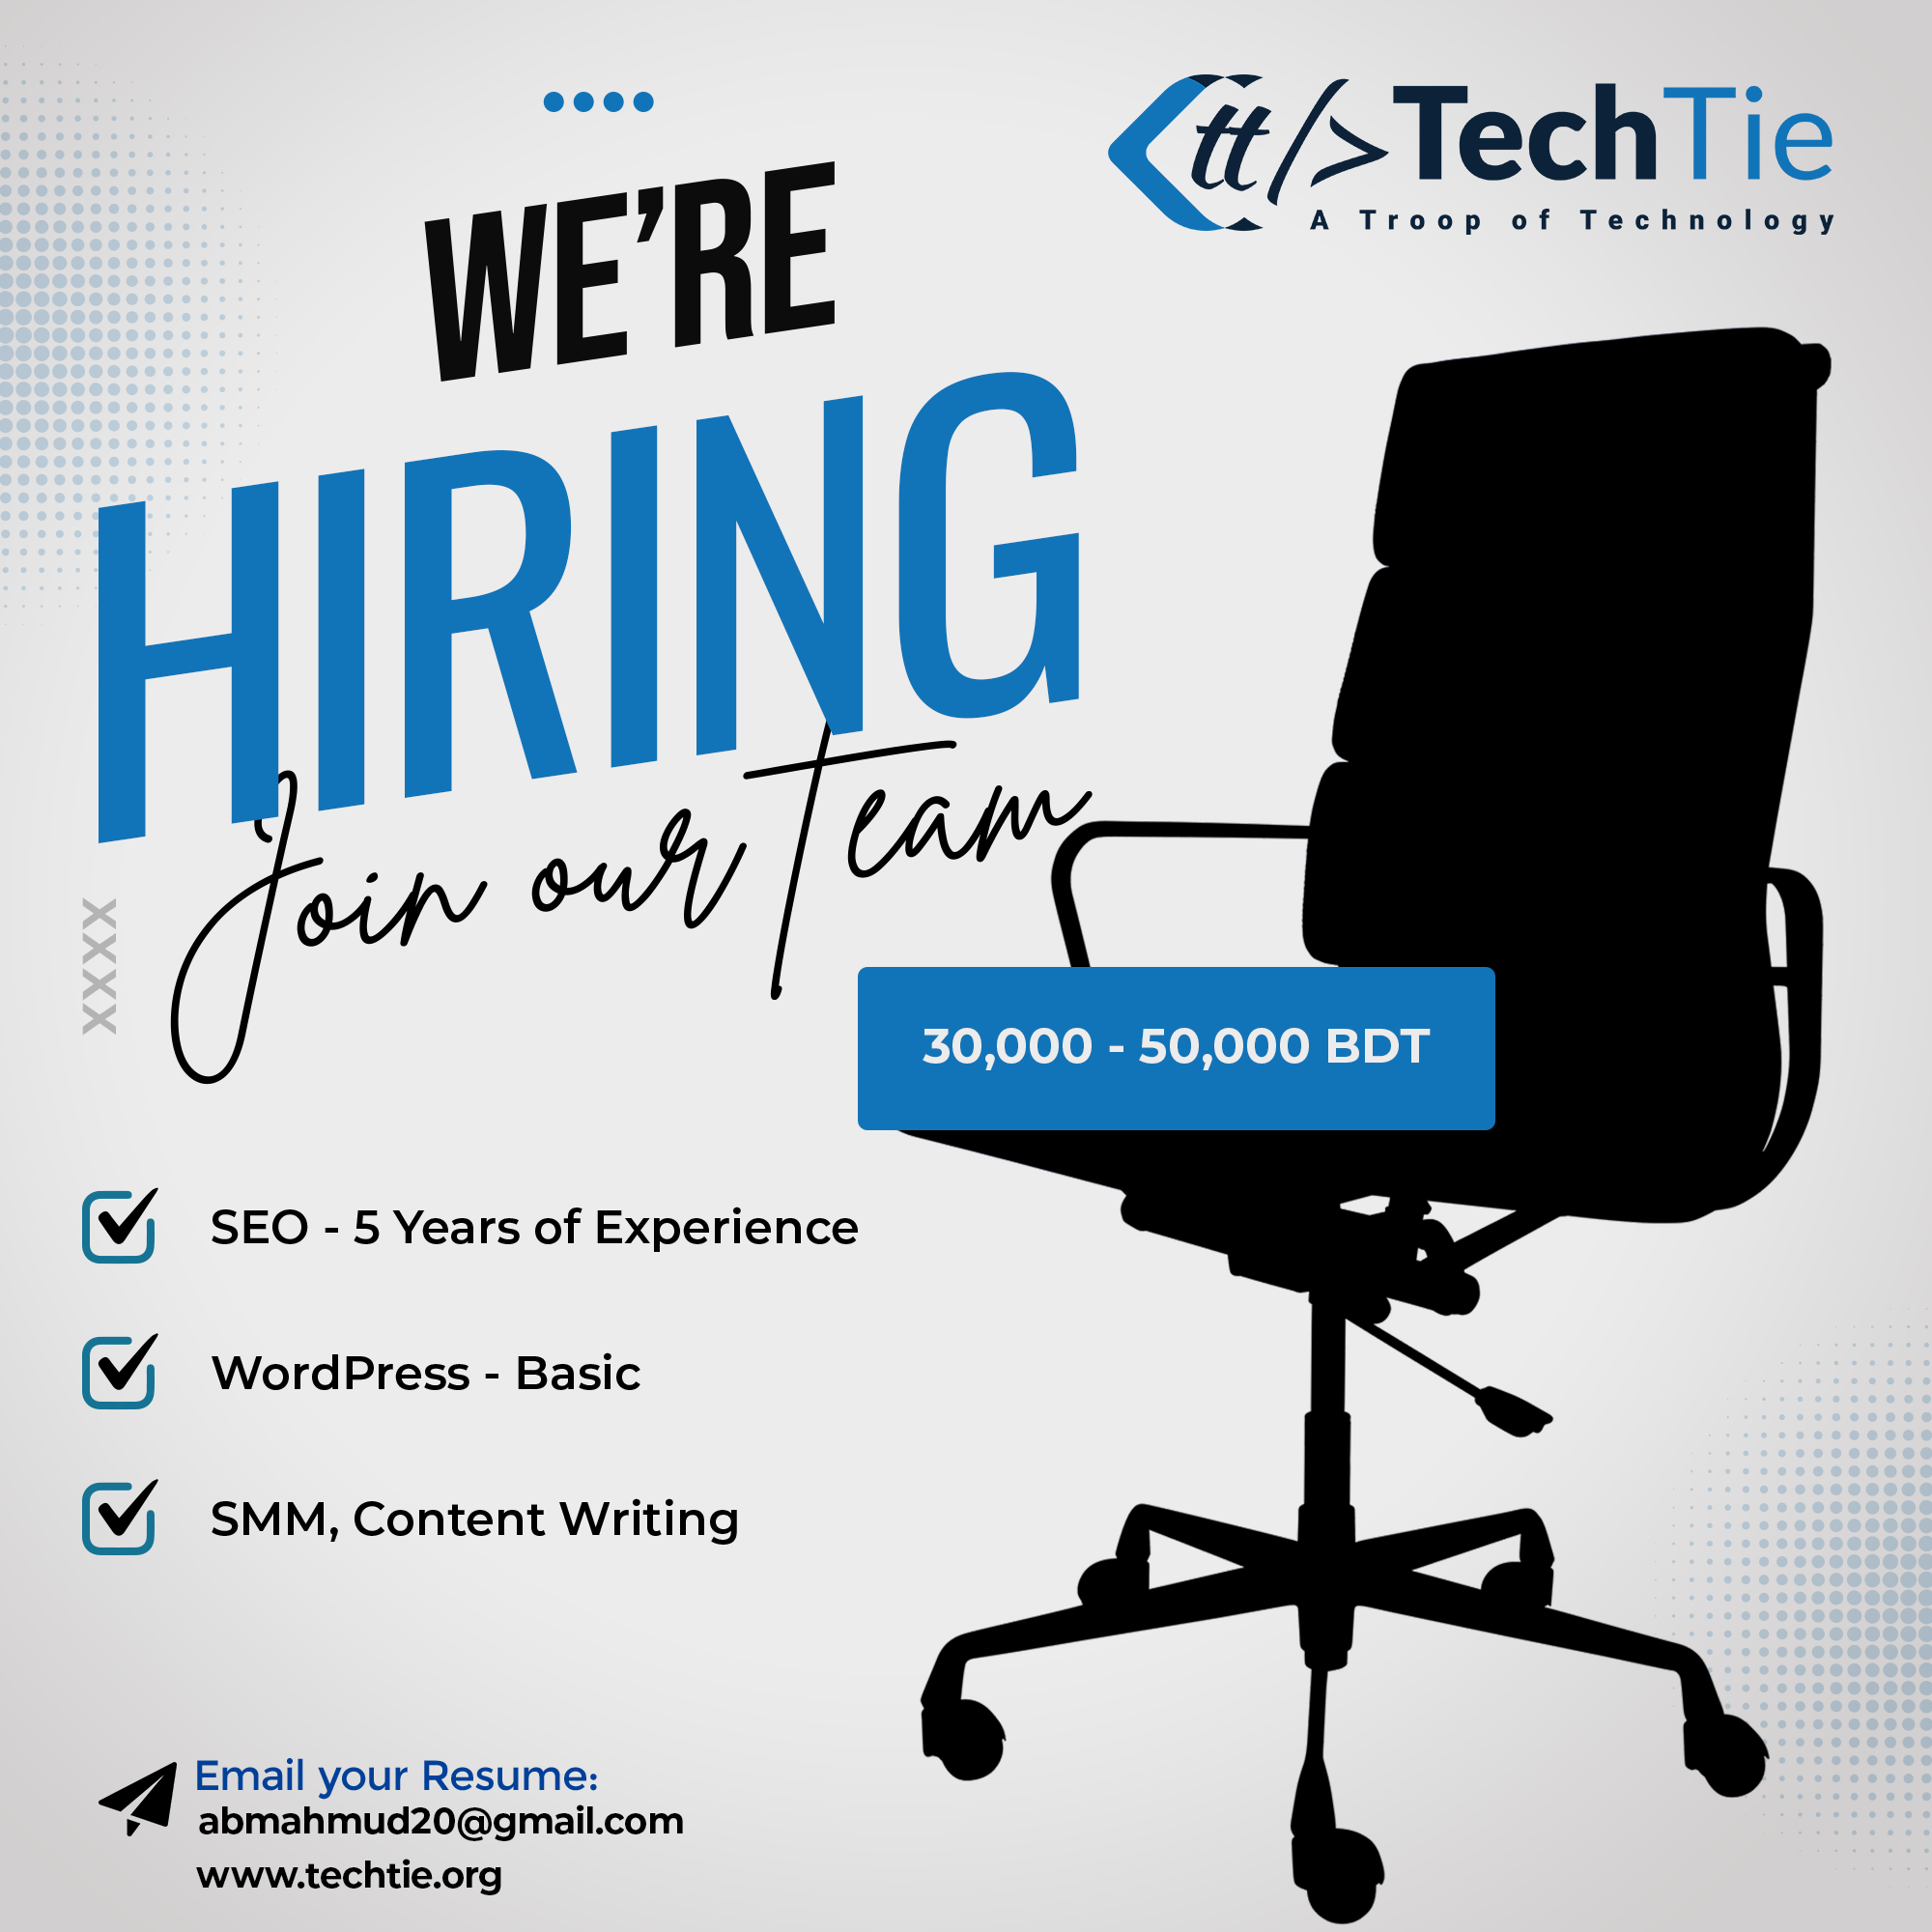 tt/>TechTie
A Troop of Technology
WE’RE
HIRING
Join our Team
XXXX
30,000 - 50,000 BDT
SEO - 5 Years of Experience
WordPress - Basic
SMM, Content Writing
Email your Resume:
abmahmud20@gmail.com
www.techtie.org